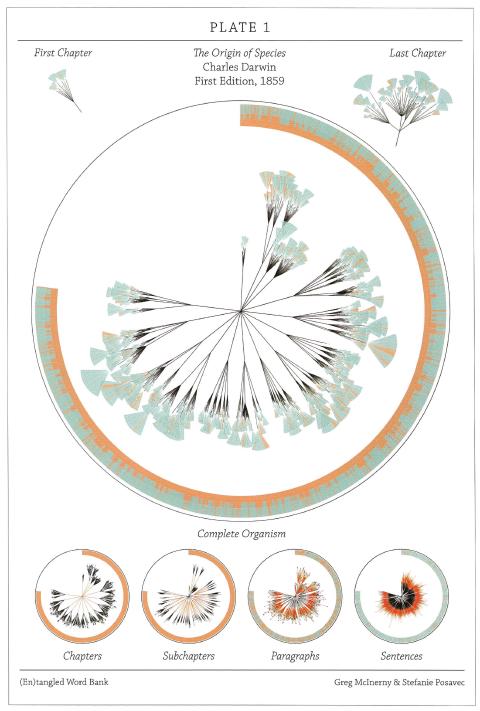 PLATE 1
First Chapter
The Origin of Species
Charles Darwin
First Edition, 1859
Last Chapter
Complete Organism
Chapters
Subchapters
Paragraphs
Sentences
(En)tangled Word Bank
Greg McInerny & Stefanie Posavec